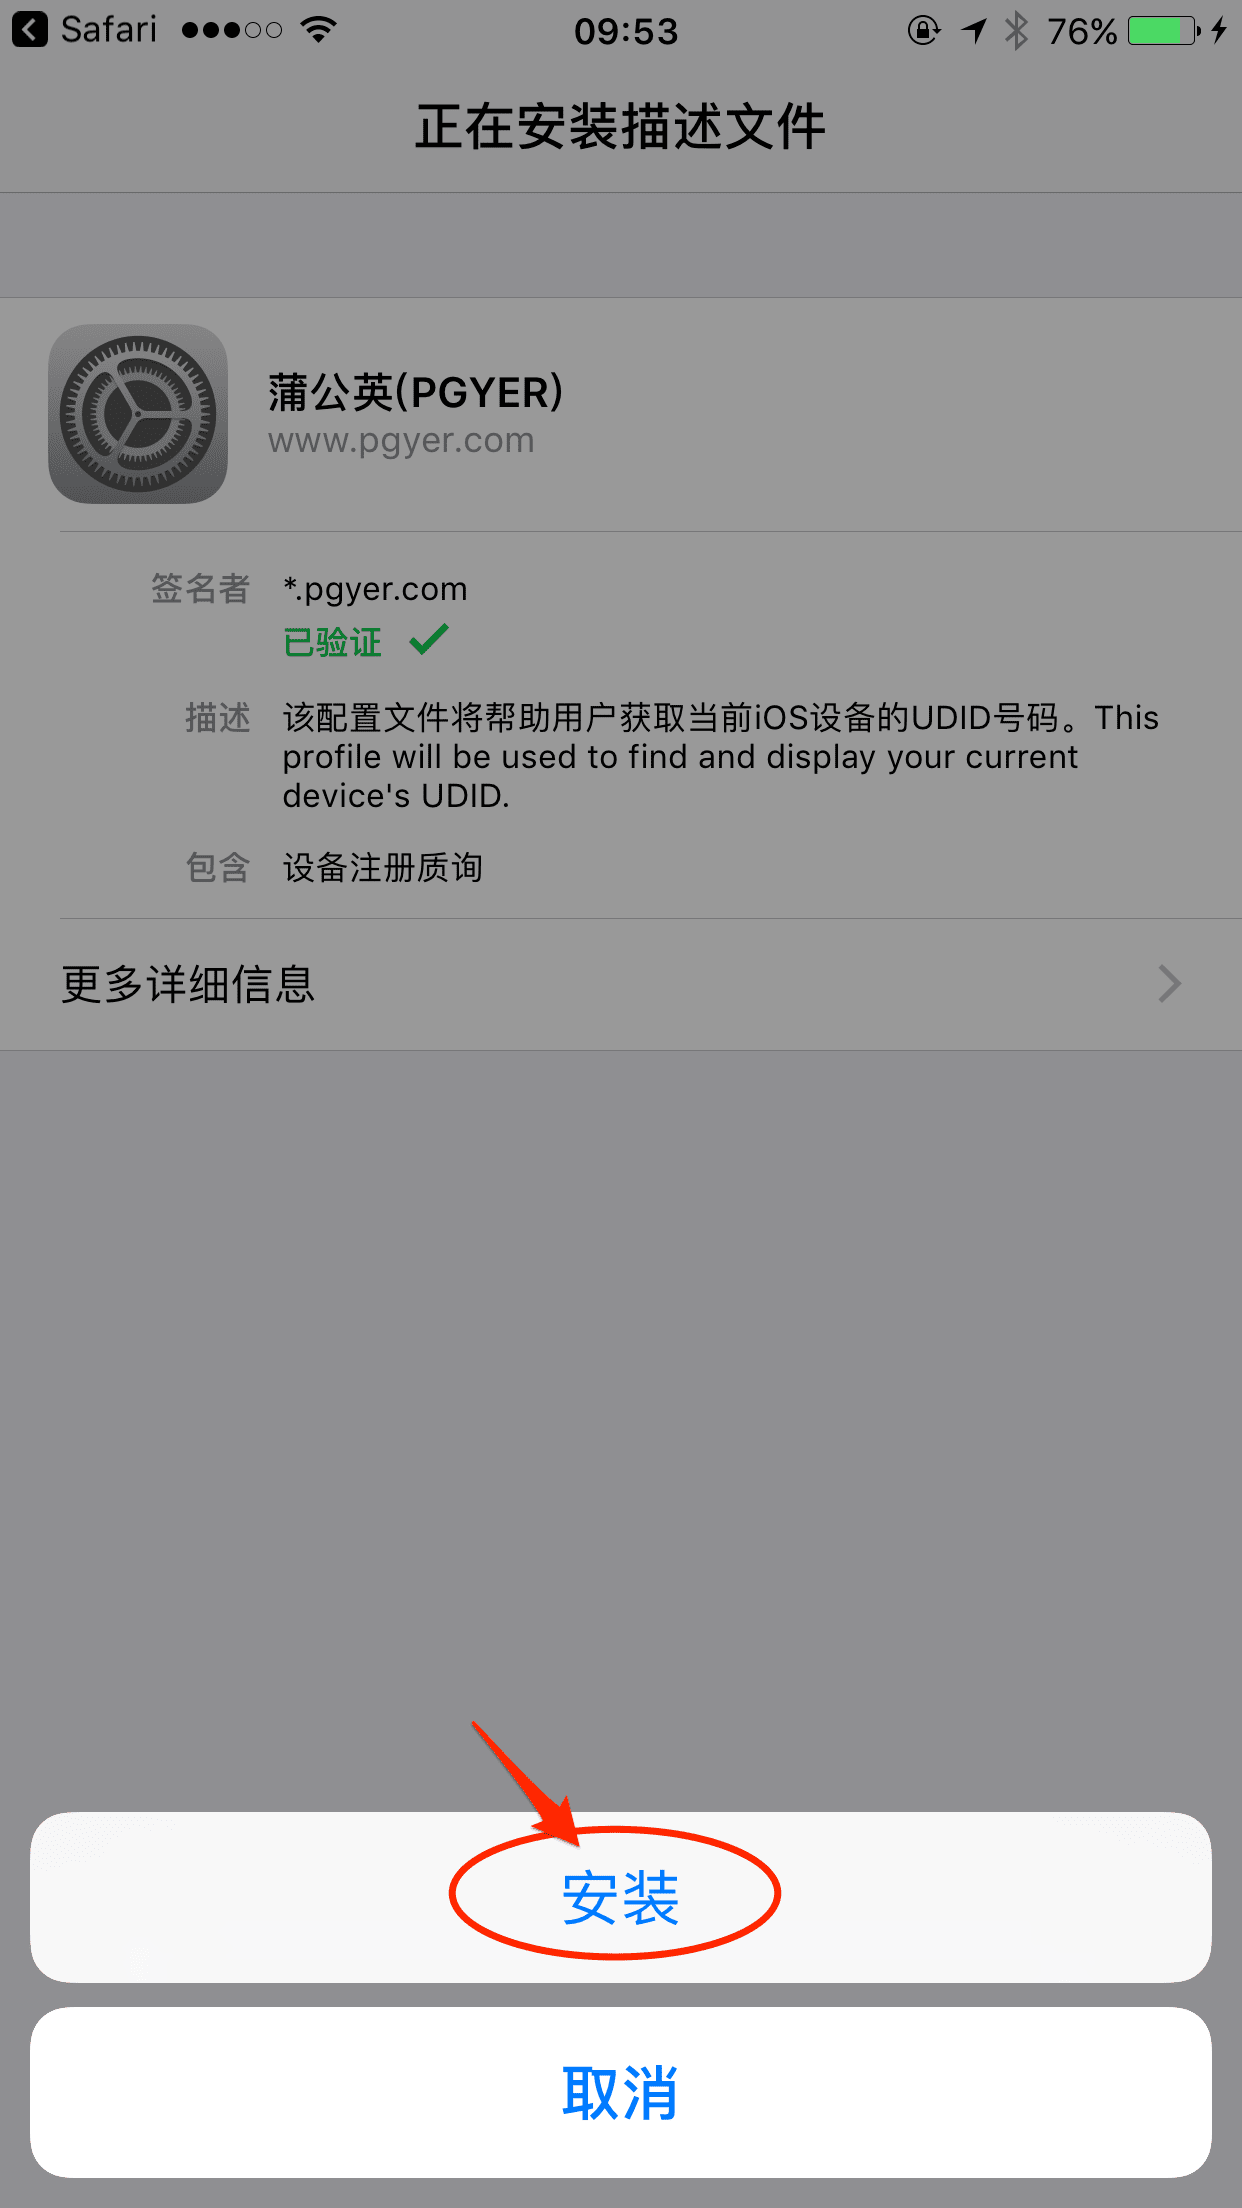 Safari
09:53
76%
正在安装描述文件
蒲公英(PGYER)
www.pgyer.com
签名者 *.pgyer.com
已验证
描述 该配置文件将帮助用户获取当前iOS设备的UDID号码。This
profile will be used to find and display your current
device's UDID.
包含 设备注册质询
更多详细信息
安装
取消